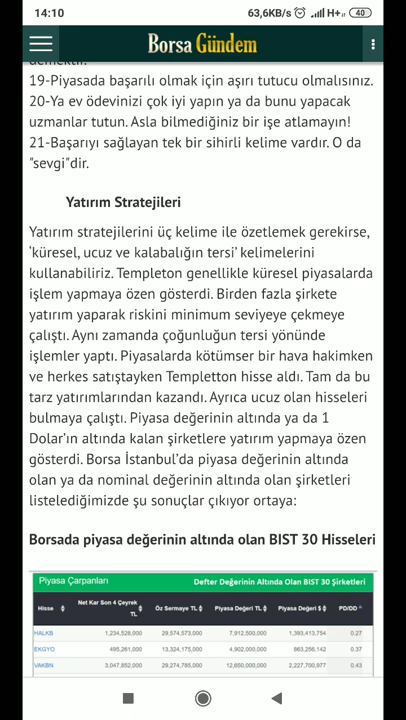 14:10 63,6KB/s H+ 40
Borsa Gündem
demektir.
19-Piyasada başarılı olmak için aşırı tutucu olmalısınız.
20-Ya ev ödevinizi çok iyi yapın ya da bunu yapacak
uzmanlar tutun. Asla bilmediğiniz bir işe atlamayın!
21-Başarıyı sağlayan tek bir sihirli kelime vardır. O da
"sevgi"dir.
Yatırım Stratejileri
Yatırım stratejilerini üç kelime ile özetlemek gerekirse,
‘küresel, ucuz ve kalabalığın tersi’ kelimelerini
kullanabiliriz. Templeton genellikle küresel piyasalarda
işlem yapmaya özen gösterdi. Birden fazla şirkete
yatırım yaparak riskini minimum seviyeye çekmeye
çalıştı. Aynı zamanda çoğunluğun tersi yönünde
işlemler yaptı. Piyasalarda kötümser bir hava hakimken
ve herkes satıştayken Templetton hisse aldı. Tam da bu
tarz yatırımlarından kazandı. Ayrıca ucuz olan hisseleri
bulmaya çalıştı. Piyasa değerinin altında ya da 1
Dolar’ın altında kalan şirketlere yatırım yapmaya özen
gösterdi. Borsa İstanbul’da piyasa değerinin altında
olan ya da nominal değerinin altında olan şirketleri
listelediğimizde şu sonuçlar çıkıyor ortaya:
Borsada piyasa değerinin altında olan BIST 30 Hisseleri
Piyasa Çarpanları Defter Değerinin Altında Olan BIST 30 Şirketleri
Hisse Net Kar Son 4 Çeyrek TL Öz Sermaye TL Piyasa Değeri TL Piyasa Değeri $ PD/DD
HALKB 1,234,528,000 29,574,573,000 7,912,500,000 1,393,413,754 0.27
EKGYO 495,261,000 13,324,175,000 4,902,000,000 863,256,142 0.37
VAKBN 3,047,852,000 29,274,785,000 12,650,000,000 2,227,700,977 0.43